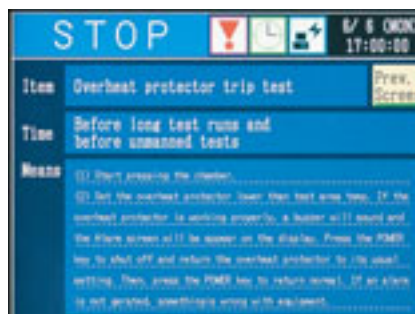 STOP
6/ 6 (MON)
17:00:00
Item Overheat protector trip test
Prev.
Screen
Time Before long test runs and
before unmanned tests
Means
(1) Start pressing the chamber.
(2) Set the overheat protector lower than test area temp. If the
overheat protector is working properly, a buzzer will sound and
the Alarm screen will be appear on the display. Press the POWER
key to shut off and return the overheat protector to its usual
setting. Then, press the POWER key to return normal. If an alarm
is not something's wrong with equipment.